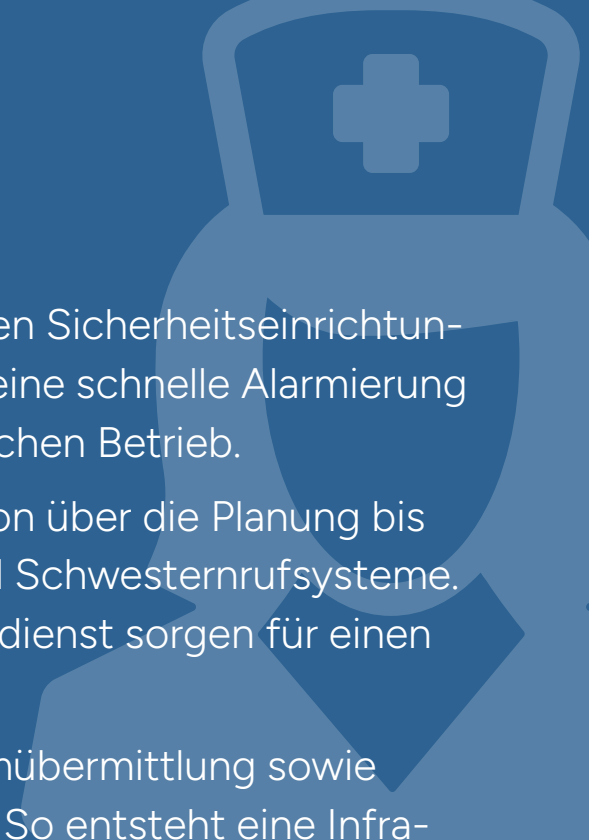 en Sicherheitseinrichtun-
eine schnelle Alarmierung
chen Betrieb.
on über die Planung bis
Schwesternrufsysteme.
dienst sorgen für einen
übermittlung sowie
So entsteht eine Infra-